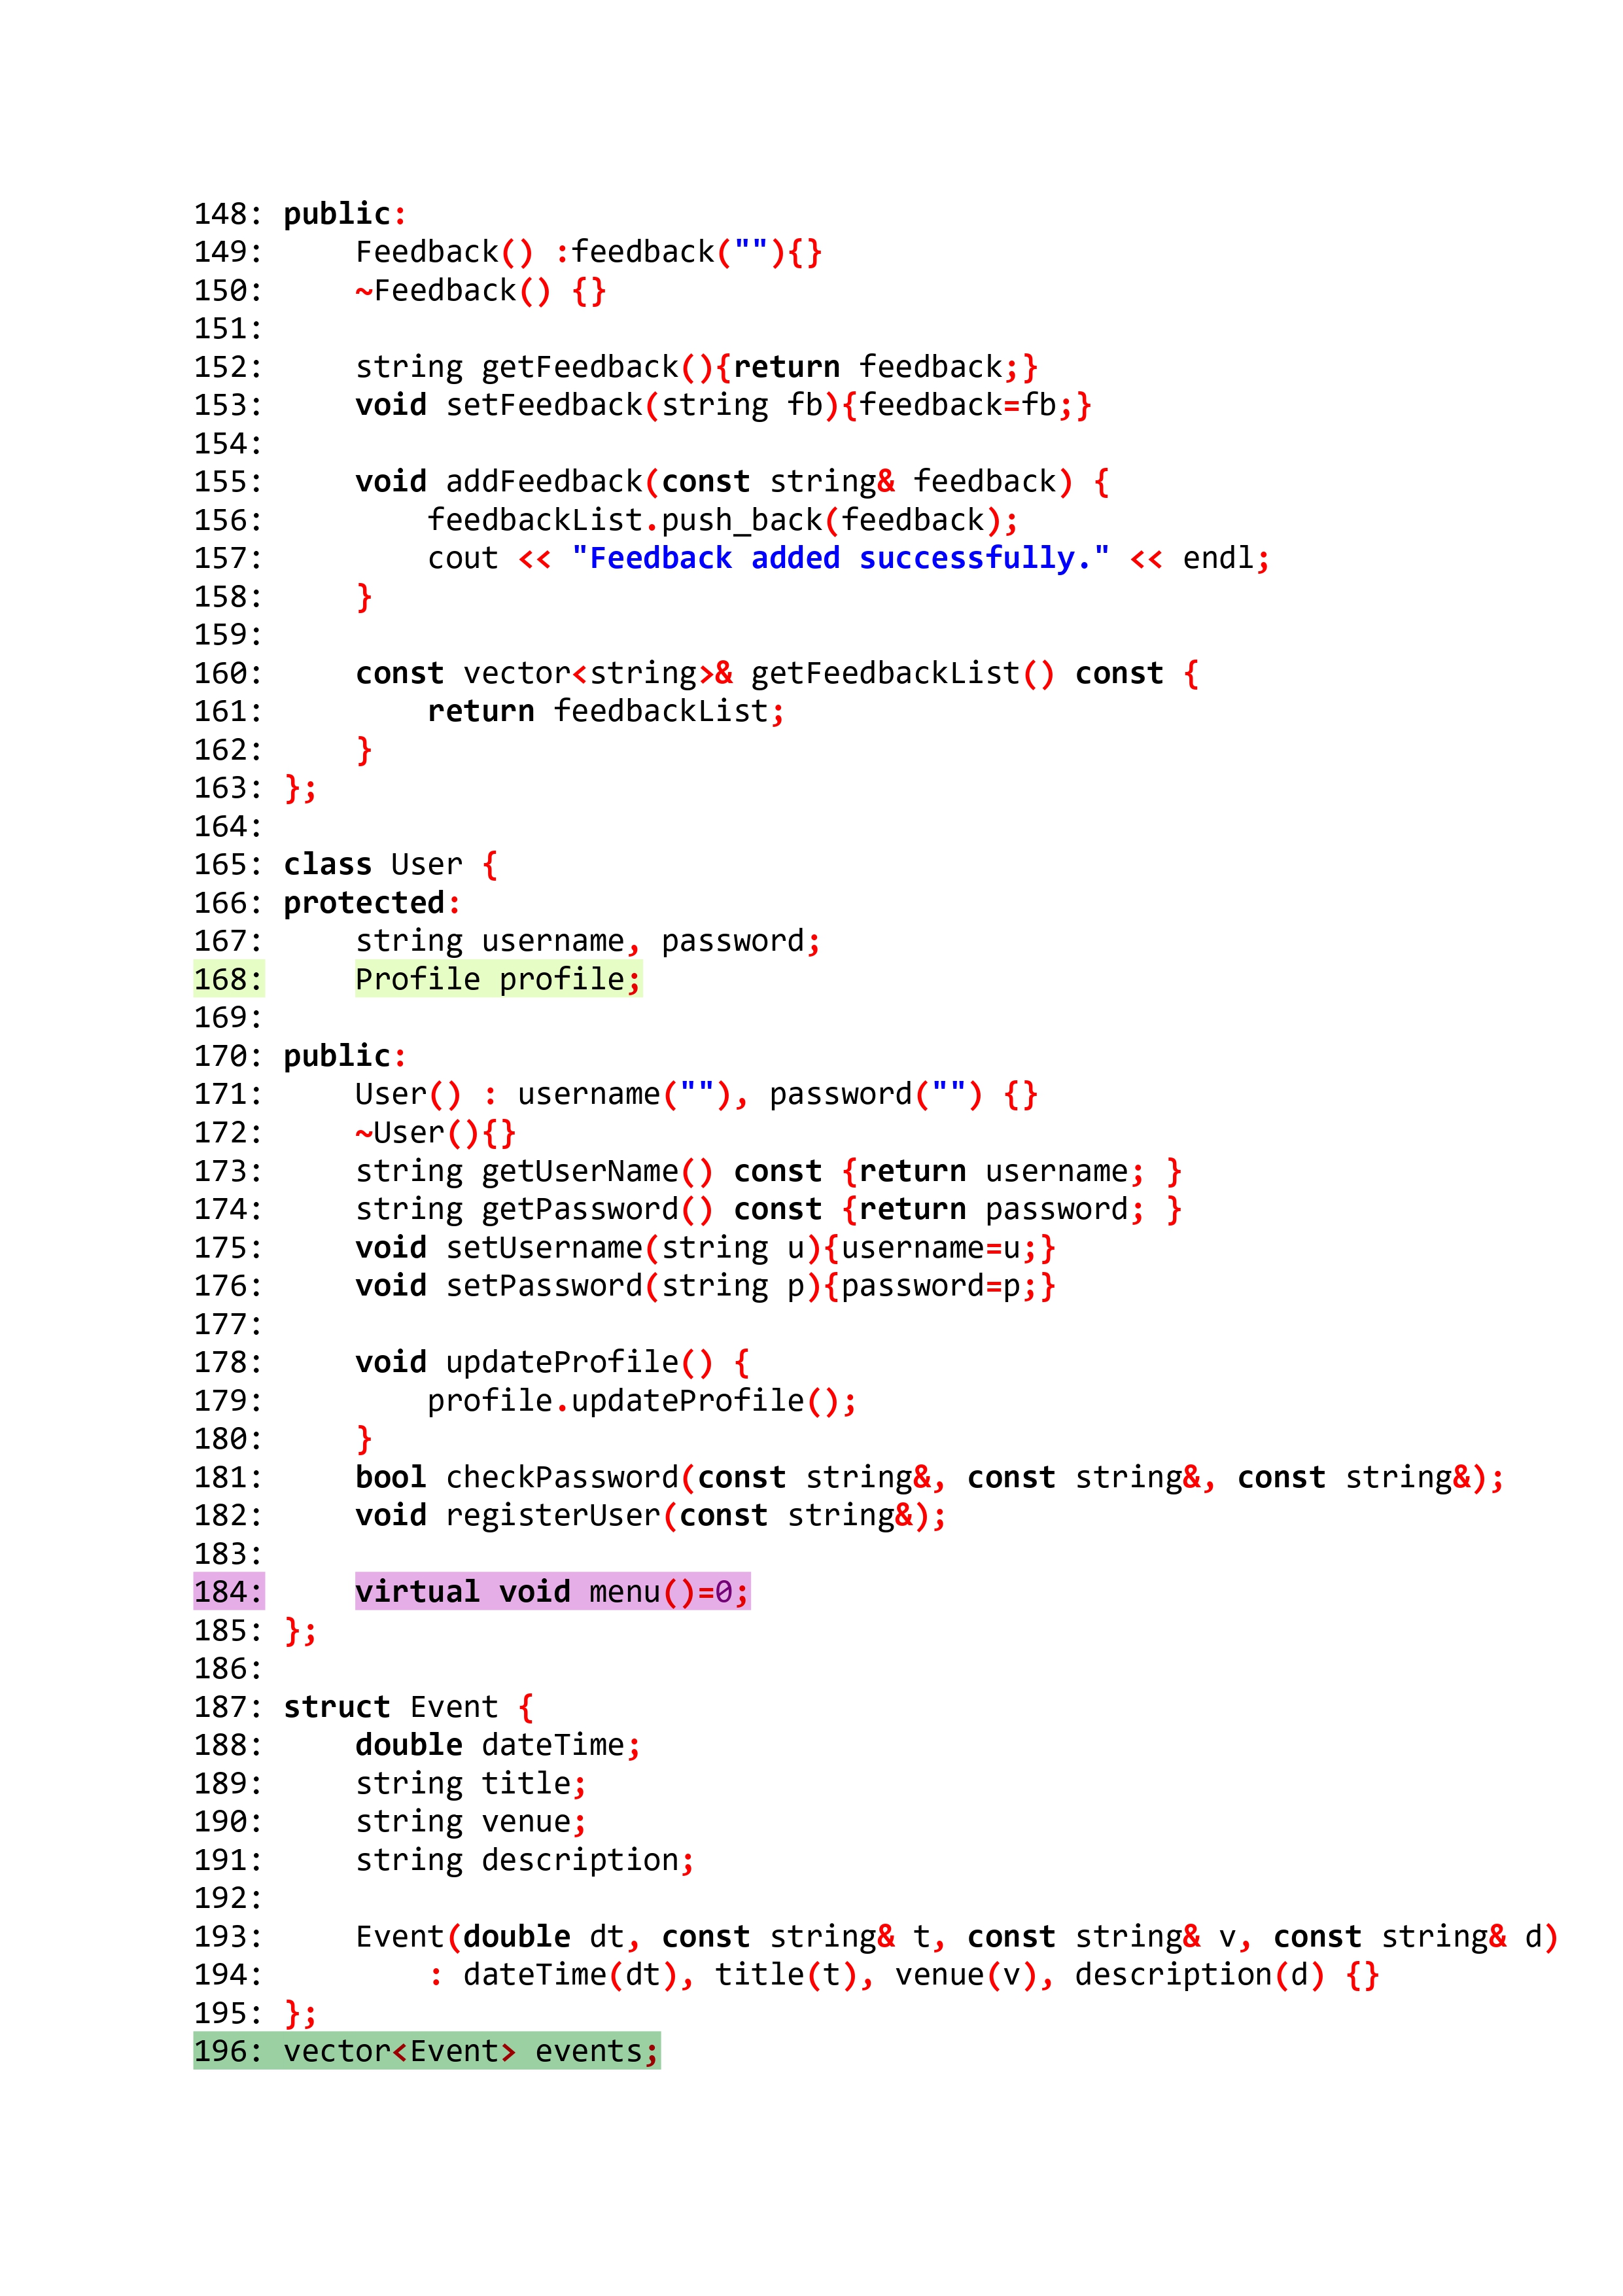 148: public:
149:     Feedback() :feedback(""){}
150:     ~Feedback() {}
151:
152:     string getFeedback(){return feedback;}
153:     void setFeedback(string fb){feedback=fb;}
154:
155:     void addFeedback(const string& feedback) {
156:         feedbackList.push_back(feedback);
157:         cout << "Feedback added successfully." << endl;
158:     }
159:
160:     const vector<string>& getFeedbackList() const {
161:         return feedbackList;
162:     }
163: };
164:
165: class User {
166: protected:
167:     string username, password;
168:     Profile profile;
169:
170: public:
171:     User() : username(""), password("") {}
172:     ~User(){}
173:     string getUserName() const {return username; }
174:     string getPassword() const {return password; }
175:     void setUsername(string u){username=u;}
176:     void setPassword(string p){password=p;}
177:
178:     void updateProfile() {
179:         profile.updateProfile();
180:     }
181:     bool checkPassword(const string&, const string&, const string&);
182:     void registerUser(const string&);
183:
184:     virtual void menu()=0;
185: };
186:
187: struct Event {
188:     double dateTime;
189:     string title;
190:     string venue;
191:     string description;
192:
193:     Event(double dt, const string& t, const string& v, const string& d)
194:         : dateTime(dt), title(t), venue(v), description(d) {}
195: };
196: vector<Event> events;